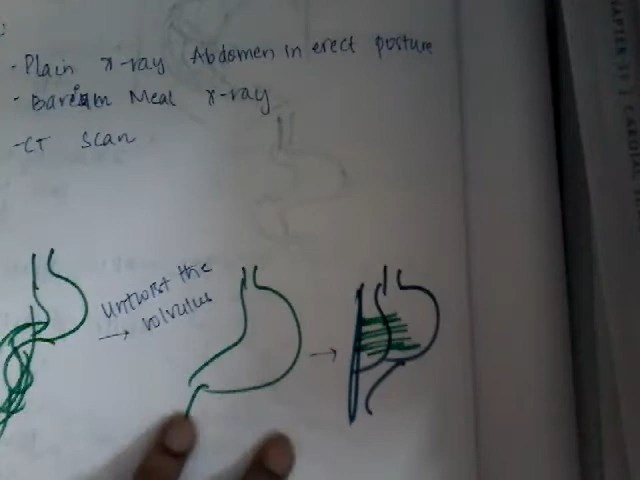 - Plain x-ray Abdomen in erect posture
- Barium Meal x-ray
- CT scan
untwist the
volvulus